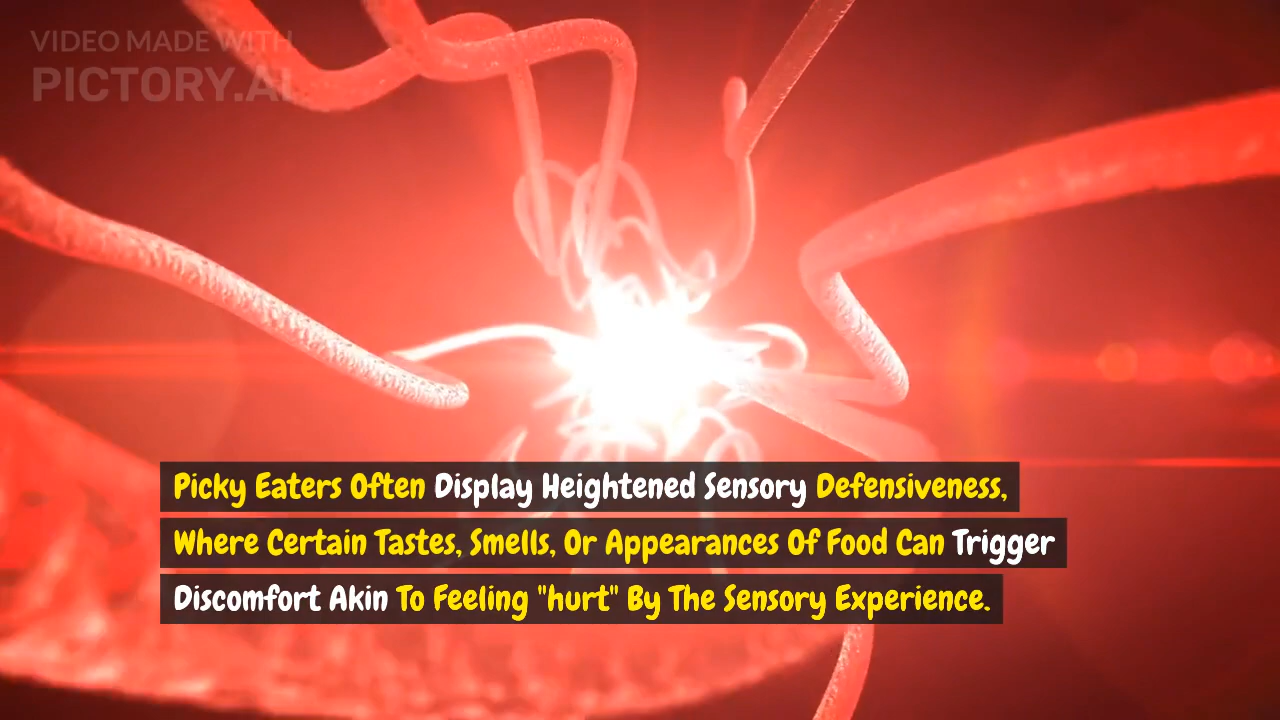 VIDEO MADE WITH
PICTORY.AI
Picky Eaters Often Display Heightened Sensory Defensiveness,
Where Certain Tastes, Smells, Or Appearances Of Food Can Trigger
Discomfort Akin To Feeling "hurt" By The Sensory Experience.